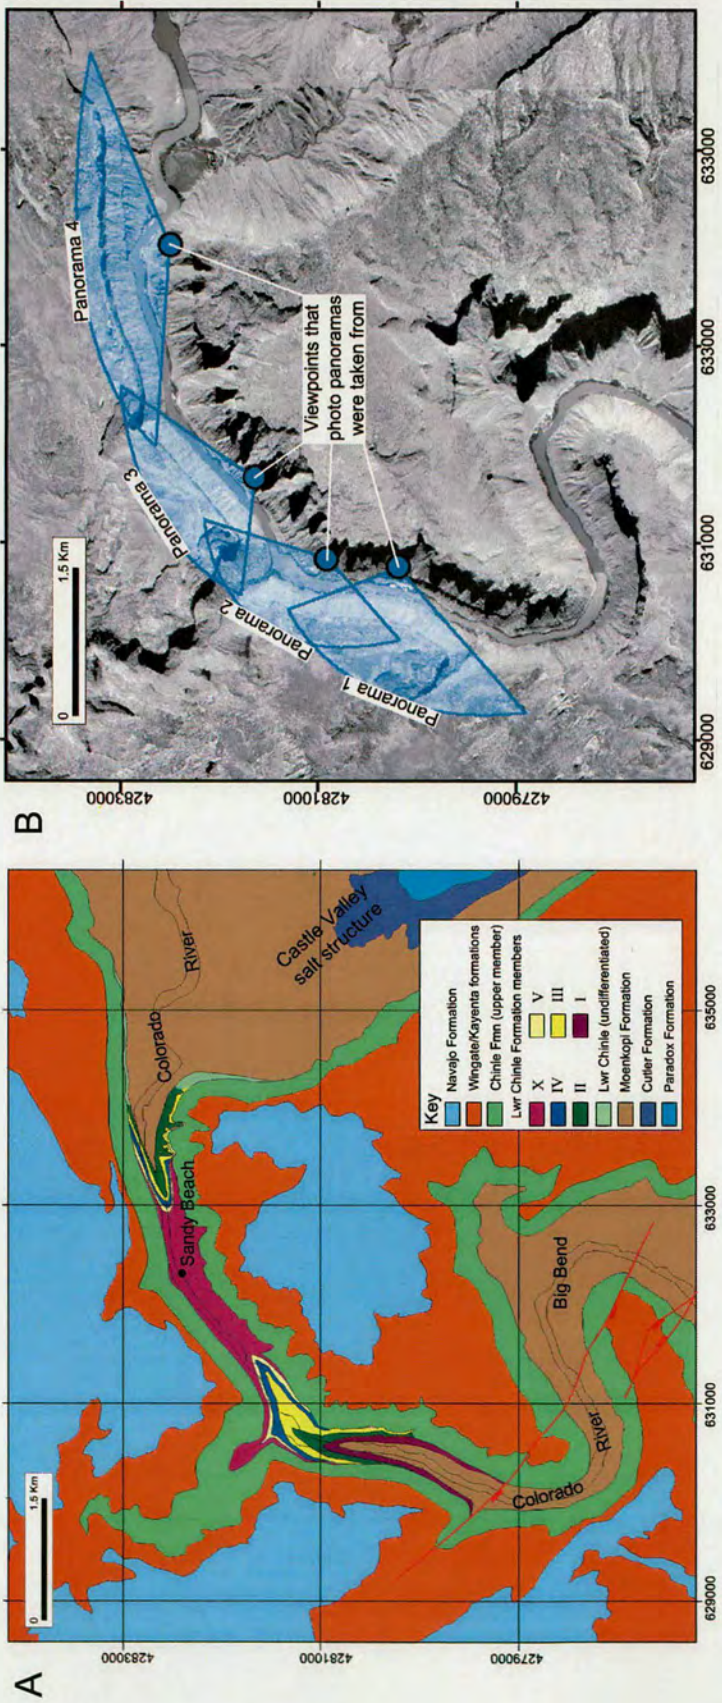 A
0
1.5 Km
Castle Valley
salt structure
River
Colorado
Sandy Beach
Big Bend
River
Colorado
Key
Navajo Formation
Wingate/Kayenta formations
Chinle Fmn (upper member)
Lwr Chinle Formation members
X
V
IV
III
II
I
Lwr Chinle (undifferentiated)
Moenkopi Formation
Cutler Formation
Paradox Formation
4283000
4281000
4279000
629000
631000
633000
635000
B
0
1.5 Km
Panorama 4
Panorama 3
Panorama 2
Panorama 1
Viewpoints that
photo panoramas
were taken from
4283000
4281000
4279000
629000
631000
633000
633000